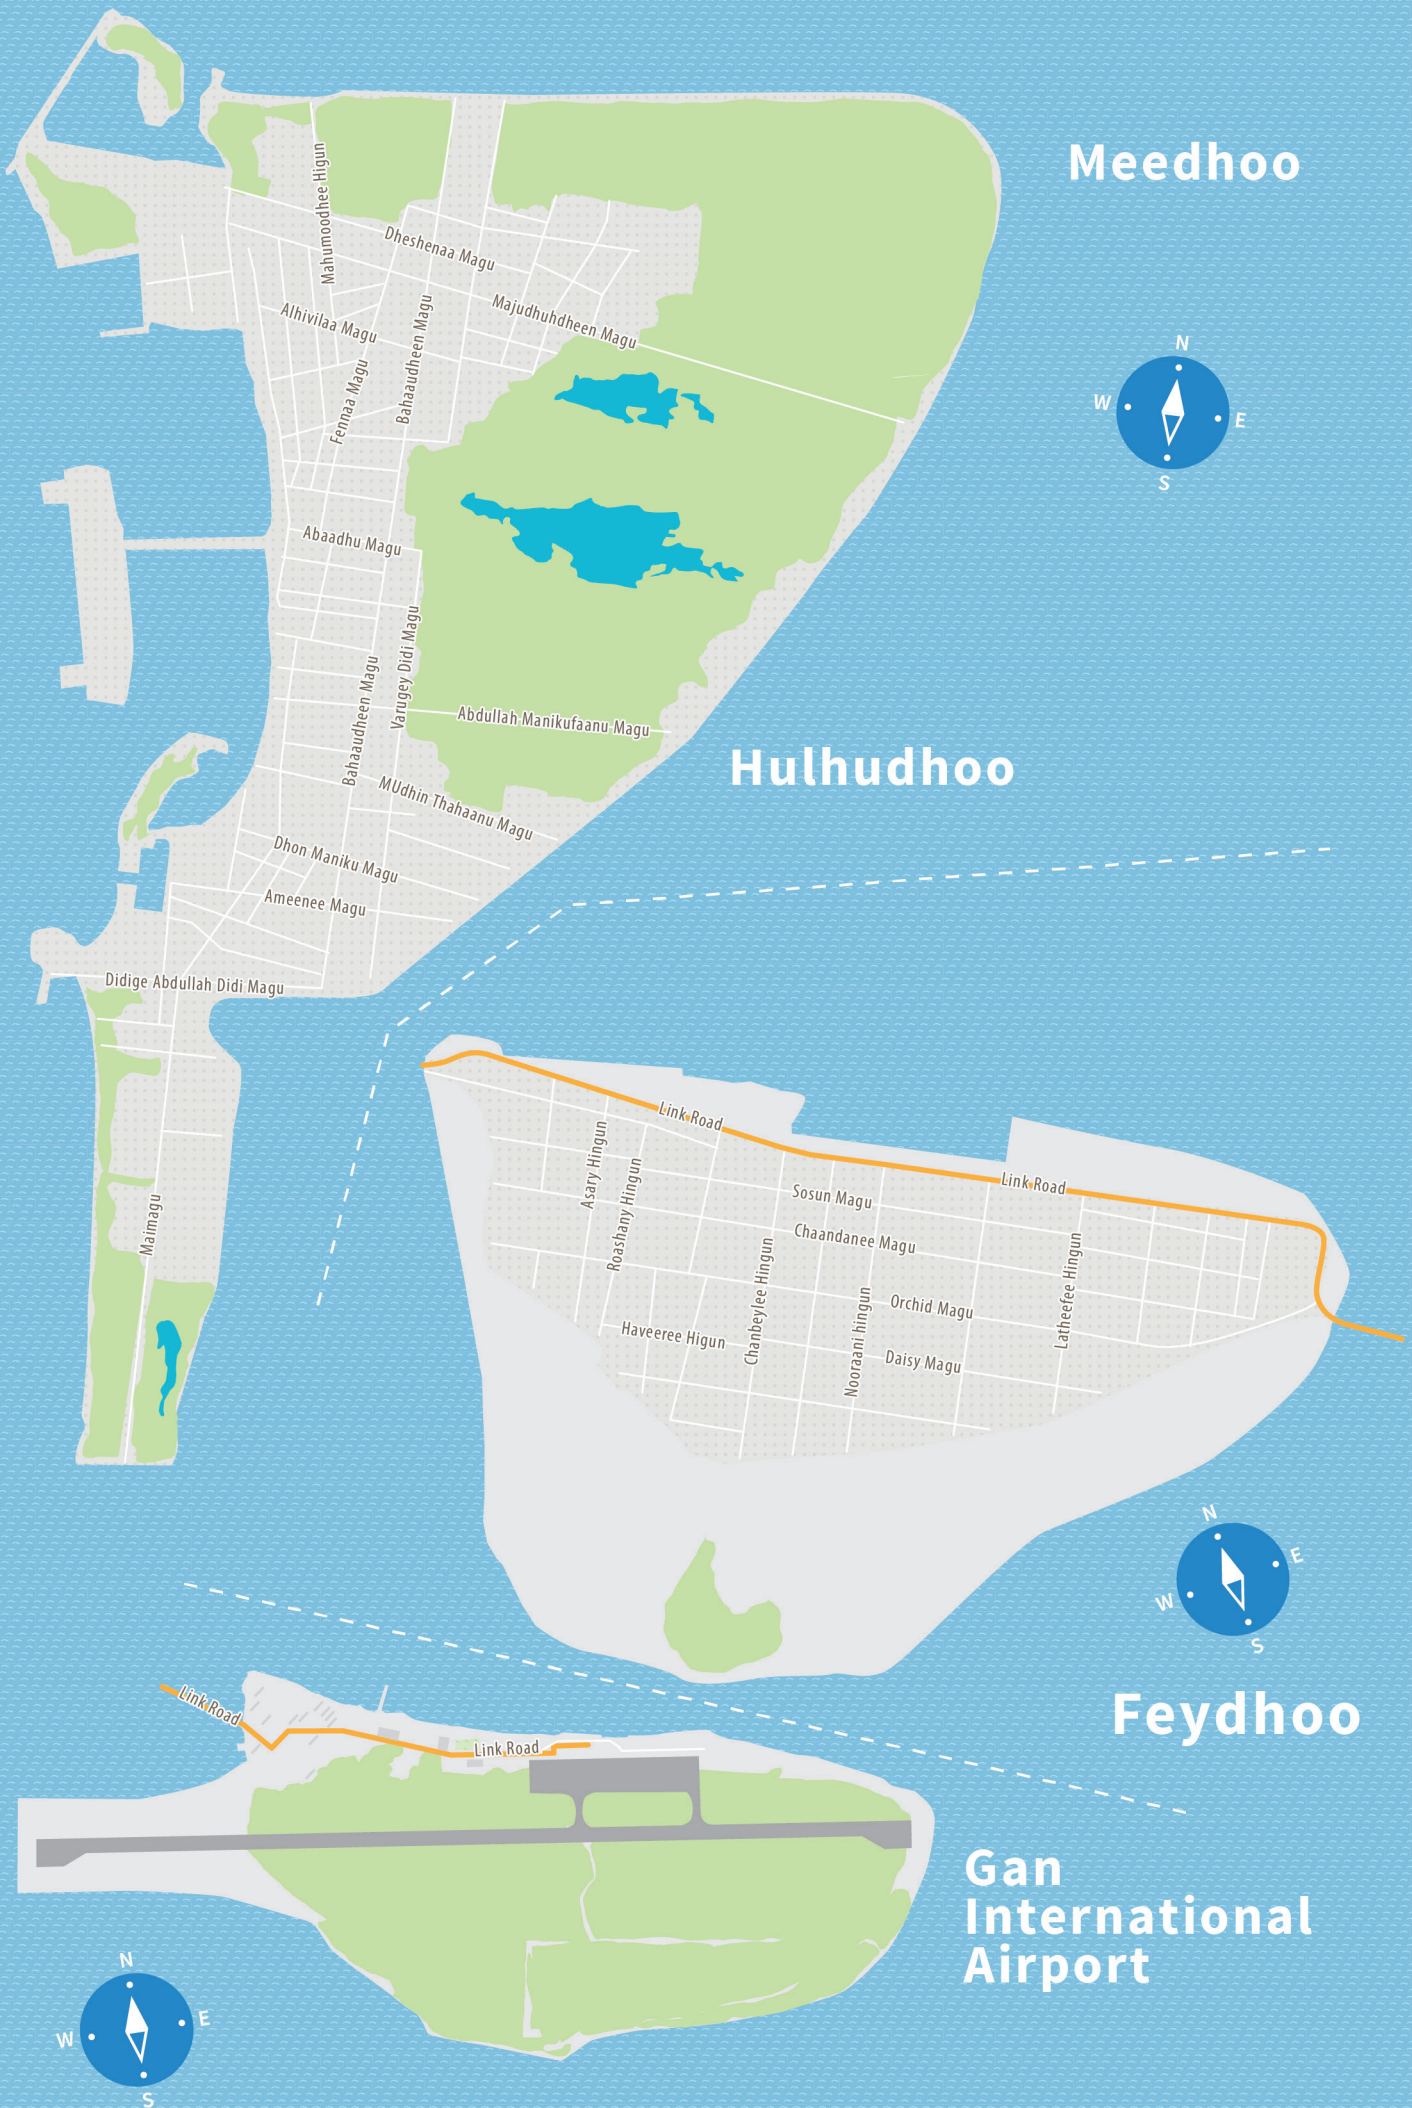 Meedhoo
Mahumoodhee Higun
Dheshenaa Magu
Majudhuhdheen Magu
Alhivilaa Magu
Bahaaudheen Magu
Fennaa Magu
N
W
E
S
Abaadhu Magu
Varugey Didi Magu
Bahaaudheen Magu
Abdullah Manikufaanu Magu
Hulhudhoo
MUdhin Thahaanu Magu
Dhon Maniku Magu
Ameenee Magu
Didige Abdullah Didi Magu
Maimagu
Link Road
Asary Hingun
Roashany Hingun
Link Road
Sosun Magu
Chaandanee Magu
Chanbeylee Hingun
Latheefee Hingun
Orchid Magu
Nooraani hingun
Haveeree Higun
Daisy Magu
N
E
W
S
Feydhoo
Link Road
Link Road
Gan
International
Airport
N
E
W
S